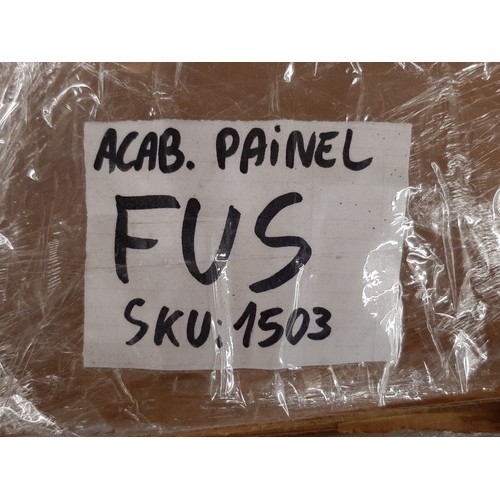 ACAB. PAiNEL
FUS
SKU: 1503